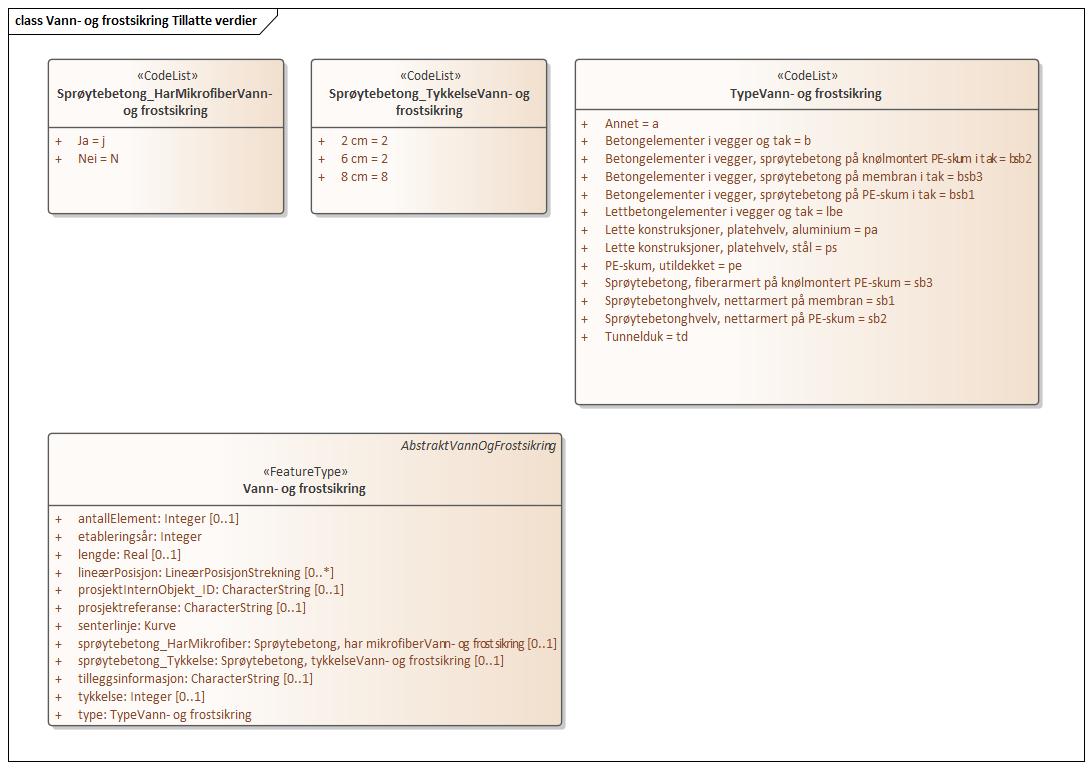 class Vann- og frostsikring Tillatte verdier
«CodeList»
Sprøytebetong_HarMikrofiberVann-
og frostsikring
+ Ja = j
+ Nei = N
«CodeList»
Sprøytebetong_TykkelseVann- og
frostsikring
+ 2 cm = 2
+ 6 cm = 2
+ 8 cm = 8
«CodeList»
TypeVann- og frostsikring
+ Annet = a
+ Betongelementer i vegger og tak = b
+ Betongelementer i vegger, sprøytebetong på knølmontert PE-skum i tak = bsb2
+ Betongelementer i vegger, sprøytebetong på membran i tak = bsb3
+ Betongelementer i vegger, sprøytebetong på PE-skum i tak = bsb1
+ Lettbetongelementer i vegger og tak = lbe
+ Lette konstruksjoner, platehvelv, aluminium = pa
+ Lette konstruksjoner, platehvelv, stål = ps
+ PE-skum, utildekket = pe
+ Sprøytebetong, fiberarmert på knølmontert PE-skum = sb3
+ Sprøytebetonghvelv, nettarmert på membran = sb1
+ Sprøytebetonghvelv, nettarmert på PE-skum = sb2
+ Tunnelduk = td
AbstraktVannOgFrostsikring
«FeatureType»
Vann- og frostsikring
+ antallElement: Integer [0..1]
+ etableringsår: Integer
+ lengde: Real [0..1]
+ lineærPosisjon: LineærPosisjonStrekning [0..*]
+ prosjektInternObjekt_ID: CharacterString [0..1]
+ prosjektreferanse: CharacterString [0..1]
+ senterlinje: Kurve
+ sprøytebetong_HarMikrofiber: Sprøytebetong, har mikrofiberVann- og frostsikring [0..1]
+ sprøytebetong_Tykkelse: Sprøytebetong, tykkelseVann- og frostsikring [0..1]
+ tilleggsinformasjon: CharacterString [0..1]
+ tykkelse: Integer [0..1]
+ type: TypeVann- og frostsikring